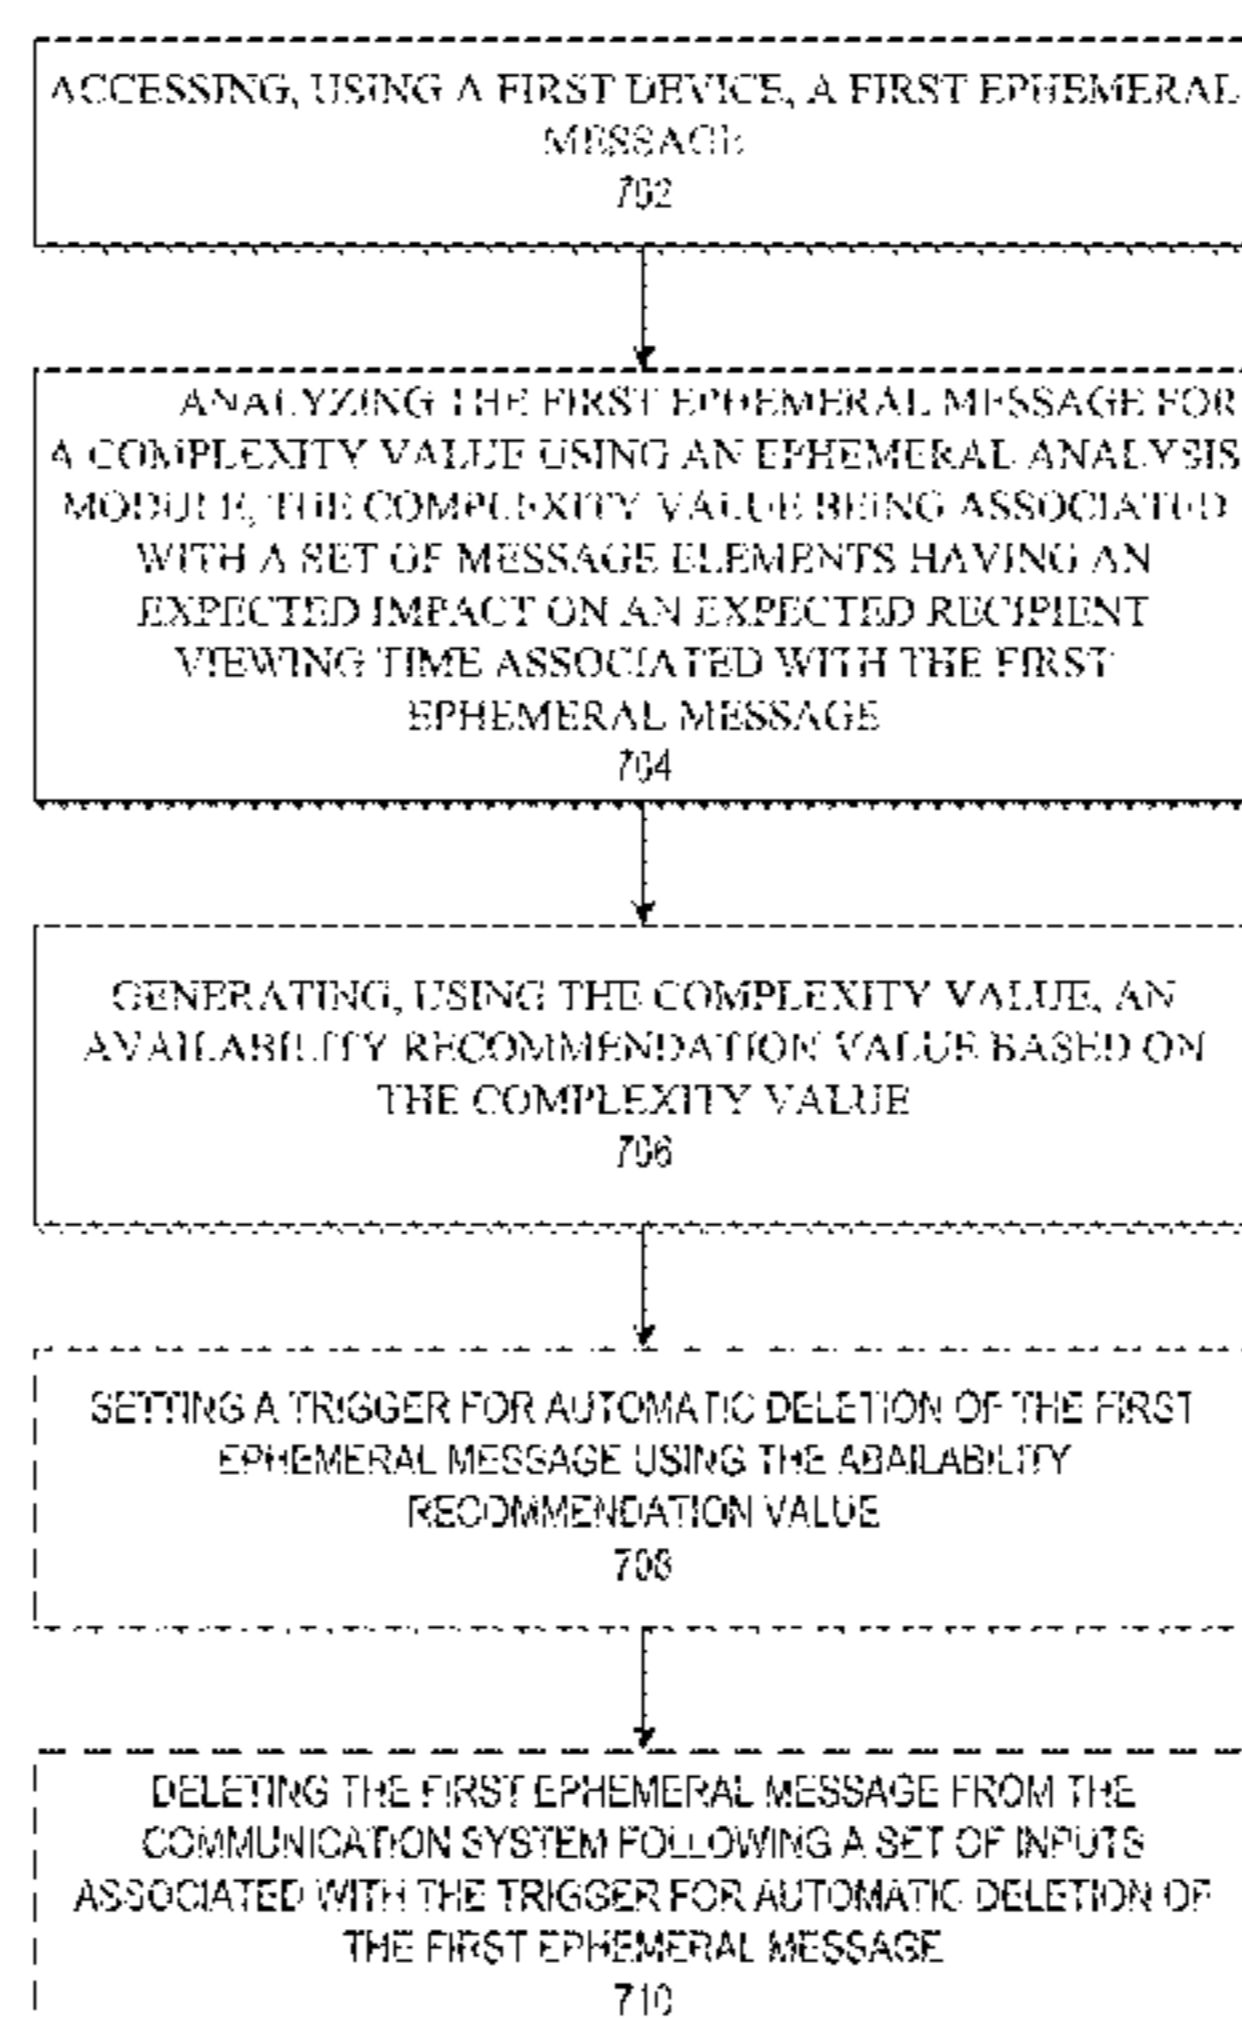 ACCESSING, USING A FIRST DEVICE, A FIRST EPHEMERAL
MESSAGE
702
ANALYZING THE FIRST EPHEMERAL MESSAGE FOR
A COMPLEXITY VALUE USING AN EPHEMERAL ANALYSIS
MODULE, THE COMPLEXITY VALUE BEING ASSOCIATED
WITH A SET OF MESSAGE ELEMENTS HAVING AN
EXPECTED IMPACT ON AN EXPECTED RECIPIENT
VIEWING TIME ASSOCIATED WITH THE FIRST
EPHEMERAL MESSAGE
704
GENERATING, USING THE COMPLEXITY VALUE, AN
AVAILABILITY RECOMMENDATION VALUE BASED ON
THE COMPLEXITY VALUE
706
SETTING A TRIGGER FOR AUTOMATIC DELETION OF THE FIRST
EPHEMERAL MESSAGE USING THE ABAILABILITY
RECOMMENDATION VALUE
708
DELETING THE FIRST EPHEMERAL MESSAGE FROM THE
COMMUNICATION SYSTEM FOLLOWING A SET OF INPUTS
ASSOCIATED WITH THE TRIGGER FOR AUTOMATIC DELETION OF
THE FIRST EPHEMERAL MESSAGE
710